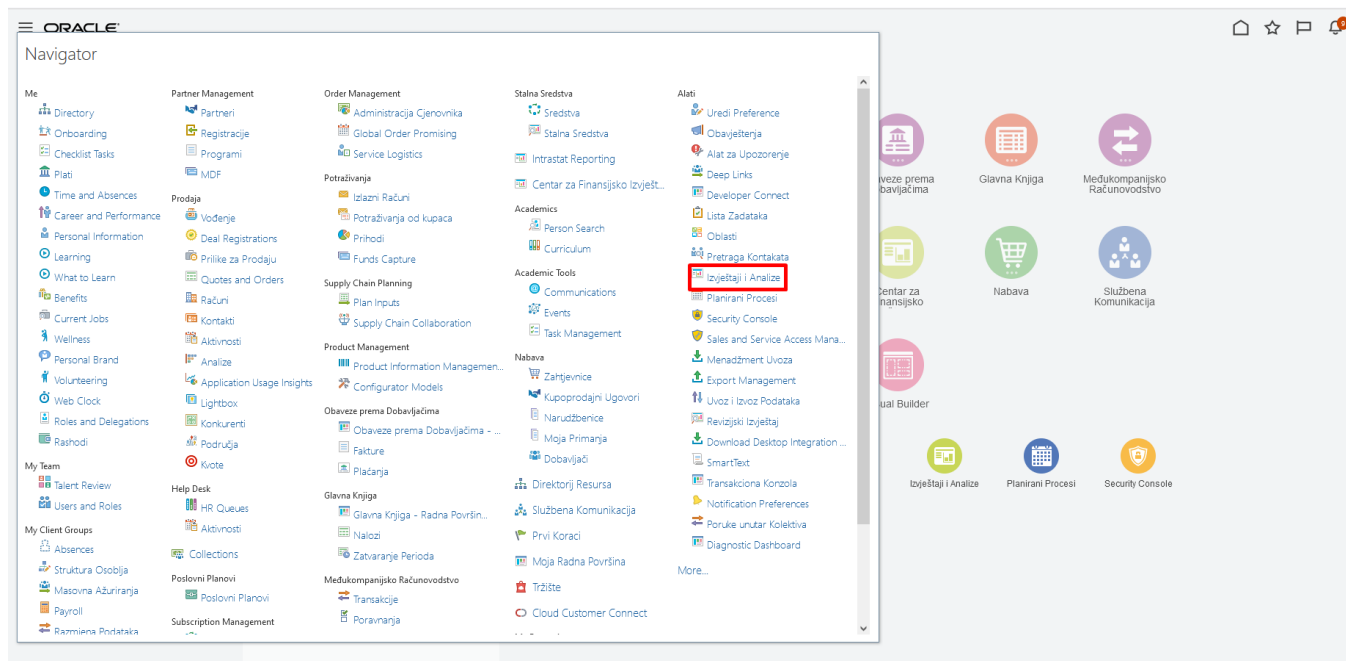 ORACLE
9
Navigator
Me
Directory
Onboarding
Checklist Tasks
Plati
Time and Absences
Career and Performance
Personal Information
Learning
What to Learn
Benefits
Current Jobs
Wellness
Personal Brand
Volunteering
Web Clock
Roles and Delegations
Rashodi
My Team
Talent Review
Users and Roles
My Client Groups
Absences
Struktura Osoblja
Masovna Ažuriranja
Payroll
Razmjena Podataka
Partner Management
Partneri
Registracije
Programi
MDF
Prodaja
Vođenje
Deal Registrations
Prilike za Prodaju
Quotes and Orders
Računi
Kontakti
Aktivnosti
Analize
Application Usage Insights
Lightbox
Konkurenti
Područja
Kvote
Help Desk
HR Queues
Aktivnosti
Collections
Poslovni Planovi
Poslovni Planovi
Subscription Management
Order Management
Administracija Cjenovnika
Global Order Promising
Service Logistics
Potraživanja
Izlazni Računi
Potraživanja od kupaca
Prihodi
Funds Capture
Supply Chain Planning
Plan Inputs
Supply Chain Collaboration
Product Management
Product Information Managemen...
Configurator Models
Obaveze prema Dobavljačima
Obaveze prema Dobavljačima - ...
Fakture
Plaćanja
Glavna Knjiga
Glavna Knjiga - Radna Površin...
Nalozi
Zatvaranje Perioda
Međukompanijsko Računovodstvo
Transakcije
Poravnanja
Stalna Sredstva
Sredstva
Stalna Sredstva
Intrastat Reporting
Centar za Finansijsko Izvješt...
Academics
Person Search
Curriculum
Academic Tools
Communications
Events
Task Management
Nabava
Zahtjevnice
Kupoprodajni Ugovori
Narudžbenice
Moja Primanja
Dobavljači
Direktorij Resursa
Službena Komunikacija
Prvi Koraci
Moja Radna Površina
Tržište
Cloud Customer Connect
Alati
Uredi Preference
Obavještenja
Alat za Upozorenje
Deep Links
Developer Connect
Lista Zadataka
Oblasti
Pretraga Kontakata
Izvještaji i Analize
Planirani Procesi
Security Console
Sales and Service Access Mana...
Menadžment Uvoza
Export Management
Uvoz i Izvoz Podataka
Revizijski Izvještaj
Download Desktop Integration ...
SmartText
Transakciona Konzola
Notification Preferences
Poruke unutar Kolektiva
Diagnostic Dashboard
More...
veze prema
bavljačima
Glavna Knjiga
Međukompanijsko
Računovodstvo
Centar za
nansijsko
Nabava
Službena
Komunikacija
ual Builder
Izvještaji i Analize
Planirani Procesi
Security Console